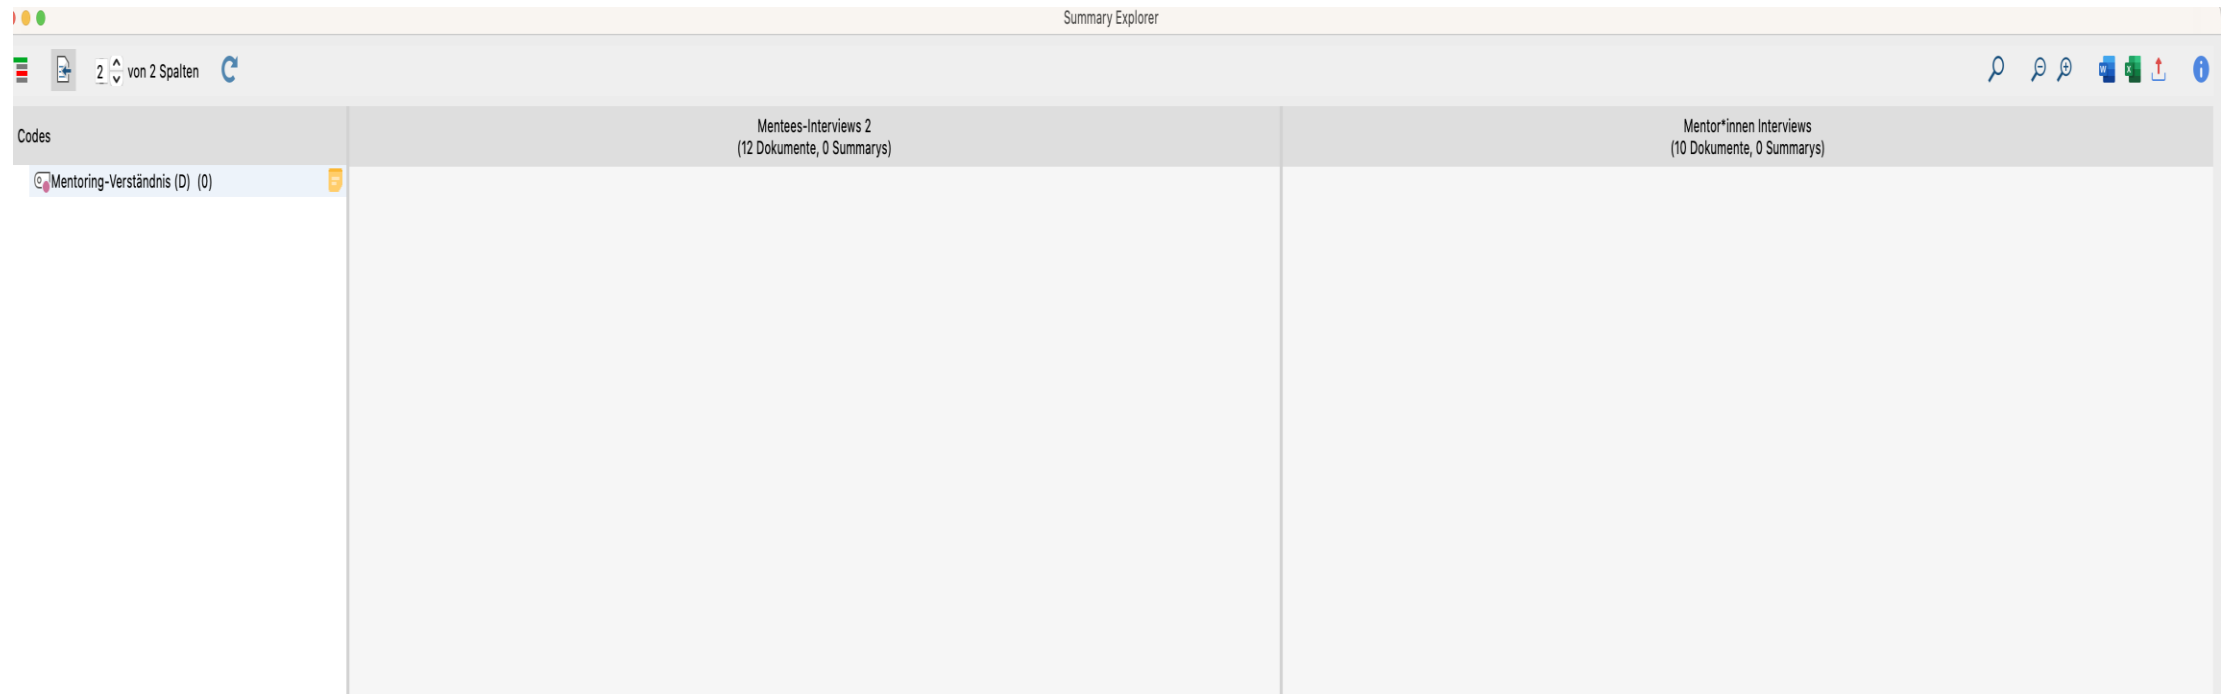 Summary Explorer
2 von 2 Spalten
Codes
Mentees-Interviews 2
(12 Dokumente, 0 Summarys)
Mentor*innen Interviews
(10 Dokumente, 0 Summarys)
Mentoring-Verständnis (D) (0)